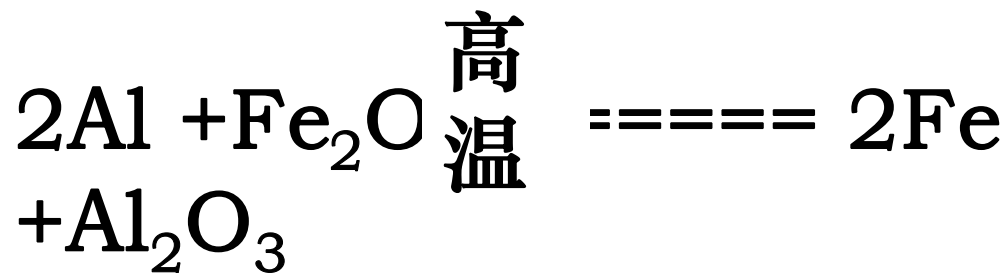 2Al +Fe₂O 高温 ===== 2Fe
+Al₂O₃